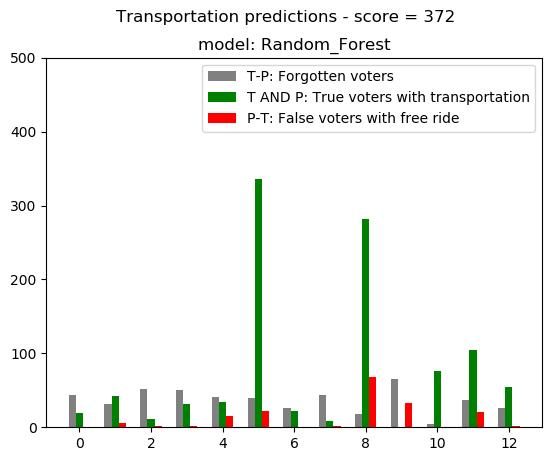 Transportation predictions - score = 372
model: Random_Forest
T-P: Forgotten voters
T AND P: True voters with transportation
P-T: False voters with free ride
500
400
300
200
100
0
0 2 4 6 8 10 12